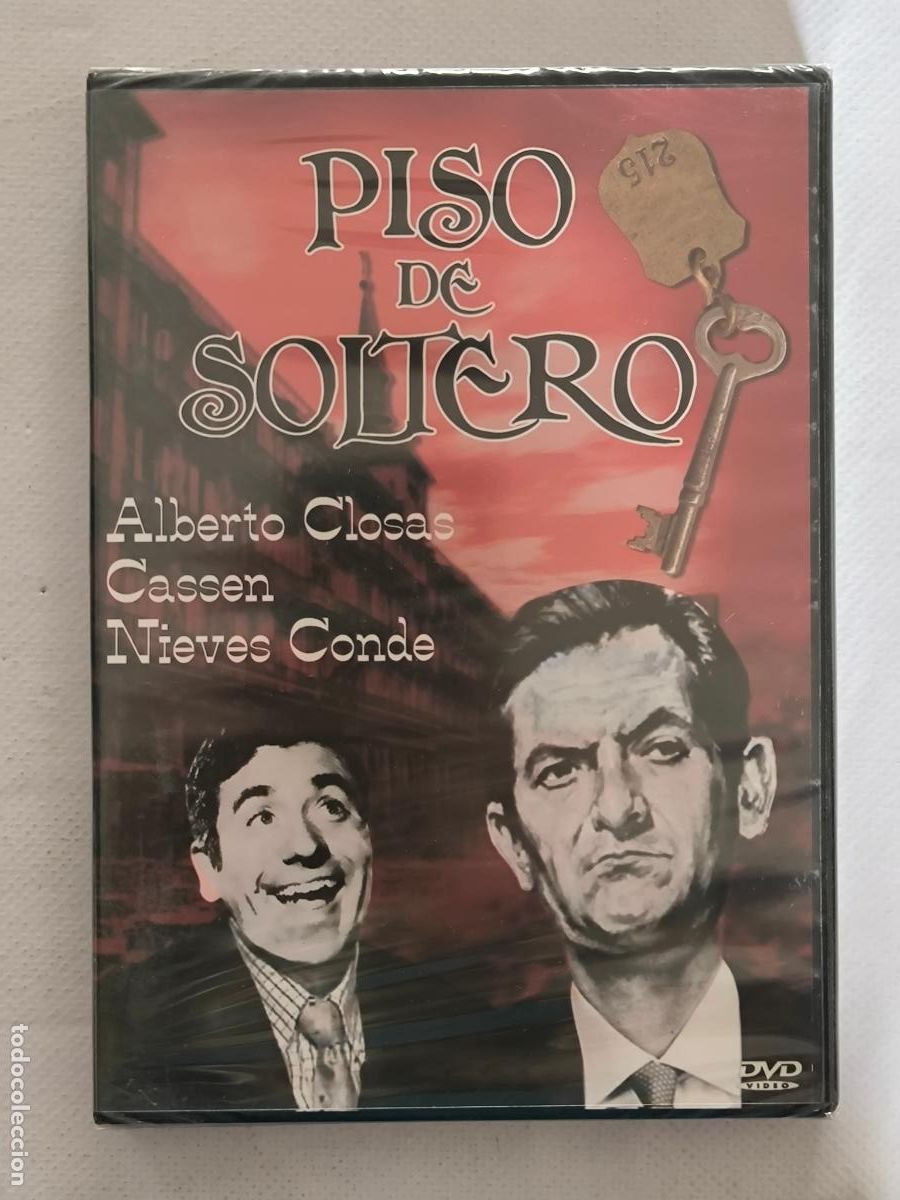 PISO
DE
SOLTERO
215
Alberto Closas
Cassen
Nieves Conde
DVD
VIDEO
todocoleccion